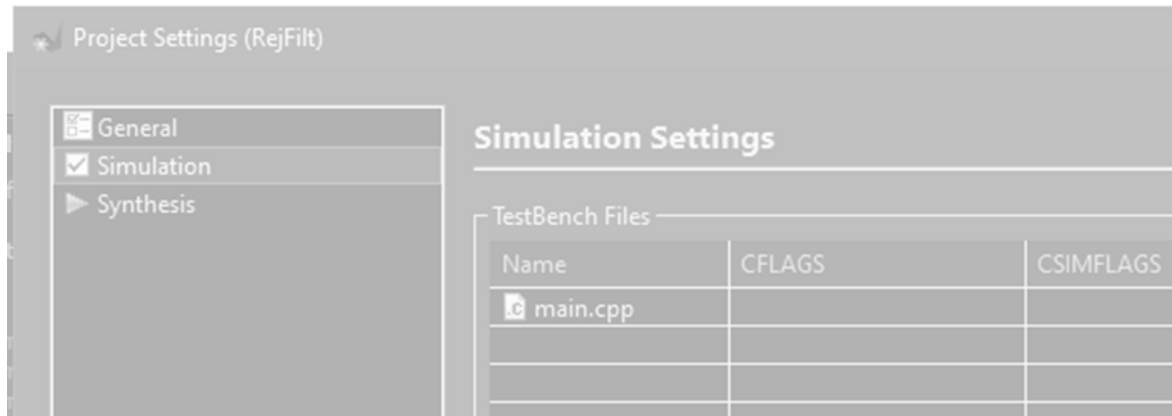 Project Settings (RejFilt)
General
Simulation
Synthesis
Simulation Settings
TestBench Files
Name CFLAGS CSIMFLAGS
.c main.cpp